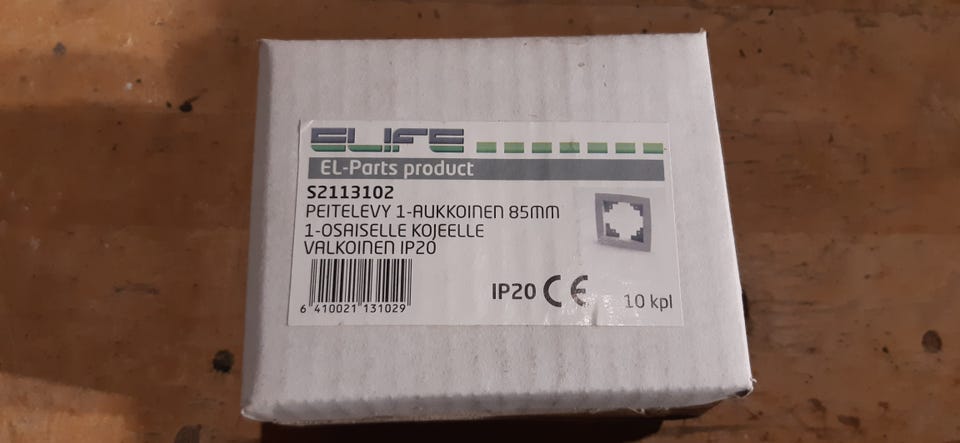 ELIFE
EL-Parts product
S2113102
PEITELEVY 1-AUKKOINEN 85MM
1-OSAISELLE KOJEELLE
VALKOINEN IP20
IP20 CE
10 kpl
6 410021 131029